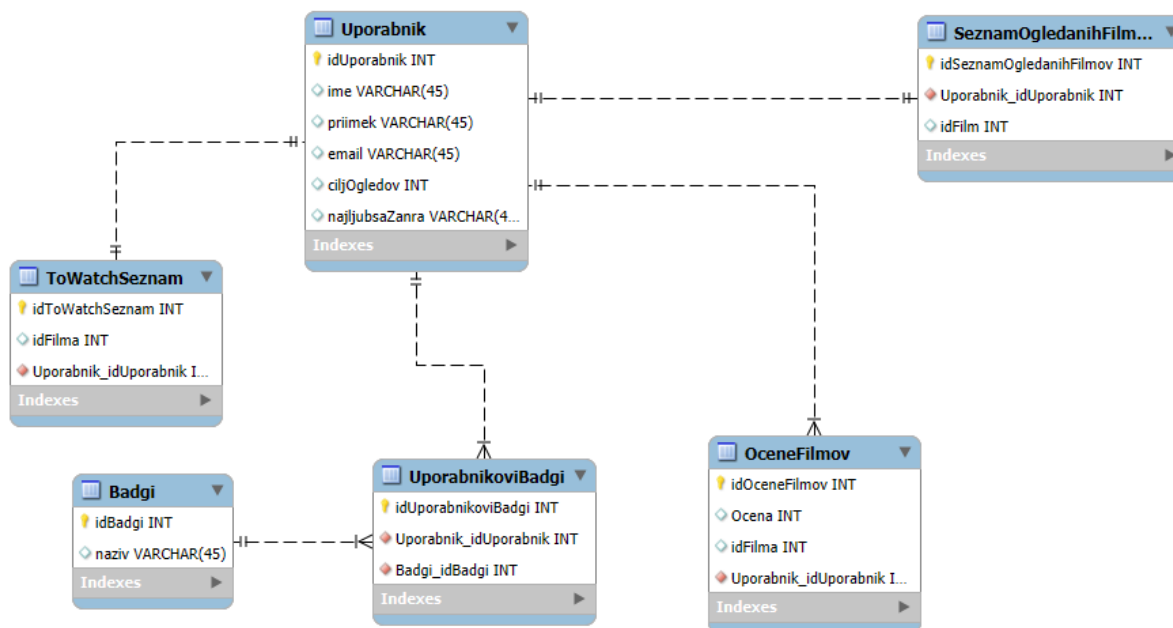 Uporabnik
idUporabnik INT
ime VARCHAR(45)
priimek VARCHAR(45)
email VARCHAR(45)
ciljOgledov INT
najljubsaZanra VARCHAR(4...
Indexes
SeznamOgledanihFilm...
idSeznamOgledanihFilmov INT
Uporabnik_idUporabnik INT
idFilm INT
Indexes
ToWatchSeznam
idToWatchSeznam INT
idFilma INT
Uporabnik_idUporabnik I...
Indexes
Badgi
idBadgi INT
naziv VARCHAR(45)
Indexes
UporabnikoviBadgi
idUporabnikoviBadgi INT
Uporabnik_idUporabnik INT
Badgi_idBadgi INT
Indexes
OceneFilmov
idOceneFilmov INT
Ocena INT
idFilma INT
Uporabnik_idUporabnik I...
Indexes